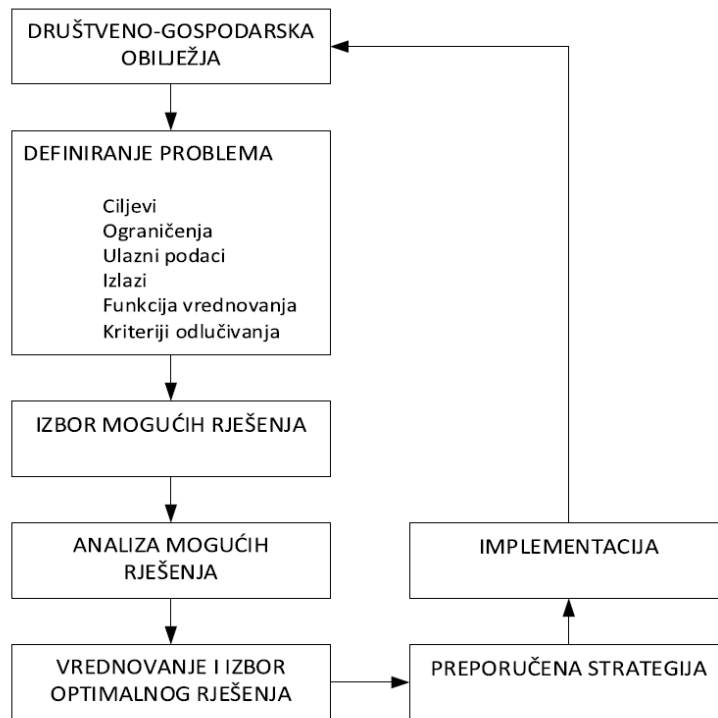 DRUŠTVENO-GOSPODARSKA
OBILJEŽJA
DEFINIRANJE PROBLEMA
Ciljevi
Ograničenja
Ulazni podaci
Izlazi
Funkcija vrednovanja
Kriteriji odlučivanja
IZBOR MOGUĆIH RJEŠENJA
ANALIZA MOGUĆIH
RJEŠENJA
VREDNOVANJE I IZBOR
OPTIMALNOG RJEŠENJA
IMPLEMENTACIJA
PREPORUČENA STRATEGIJA